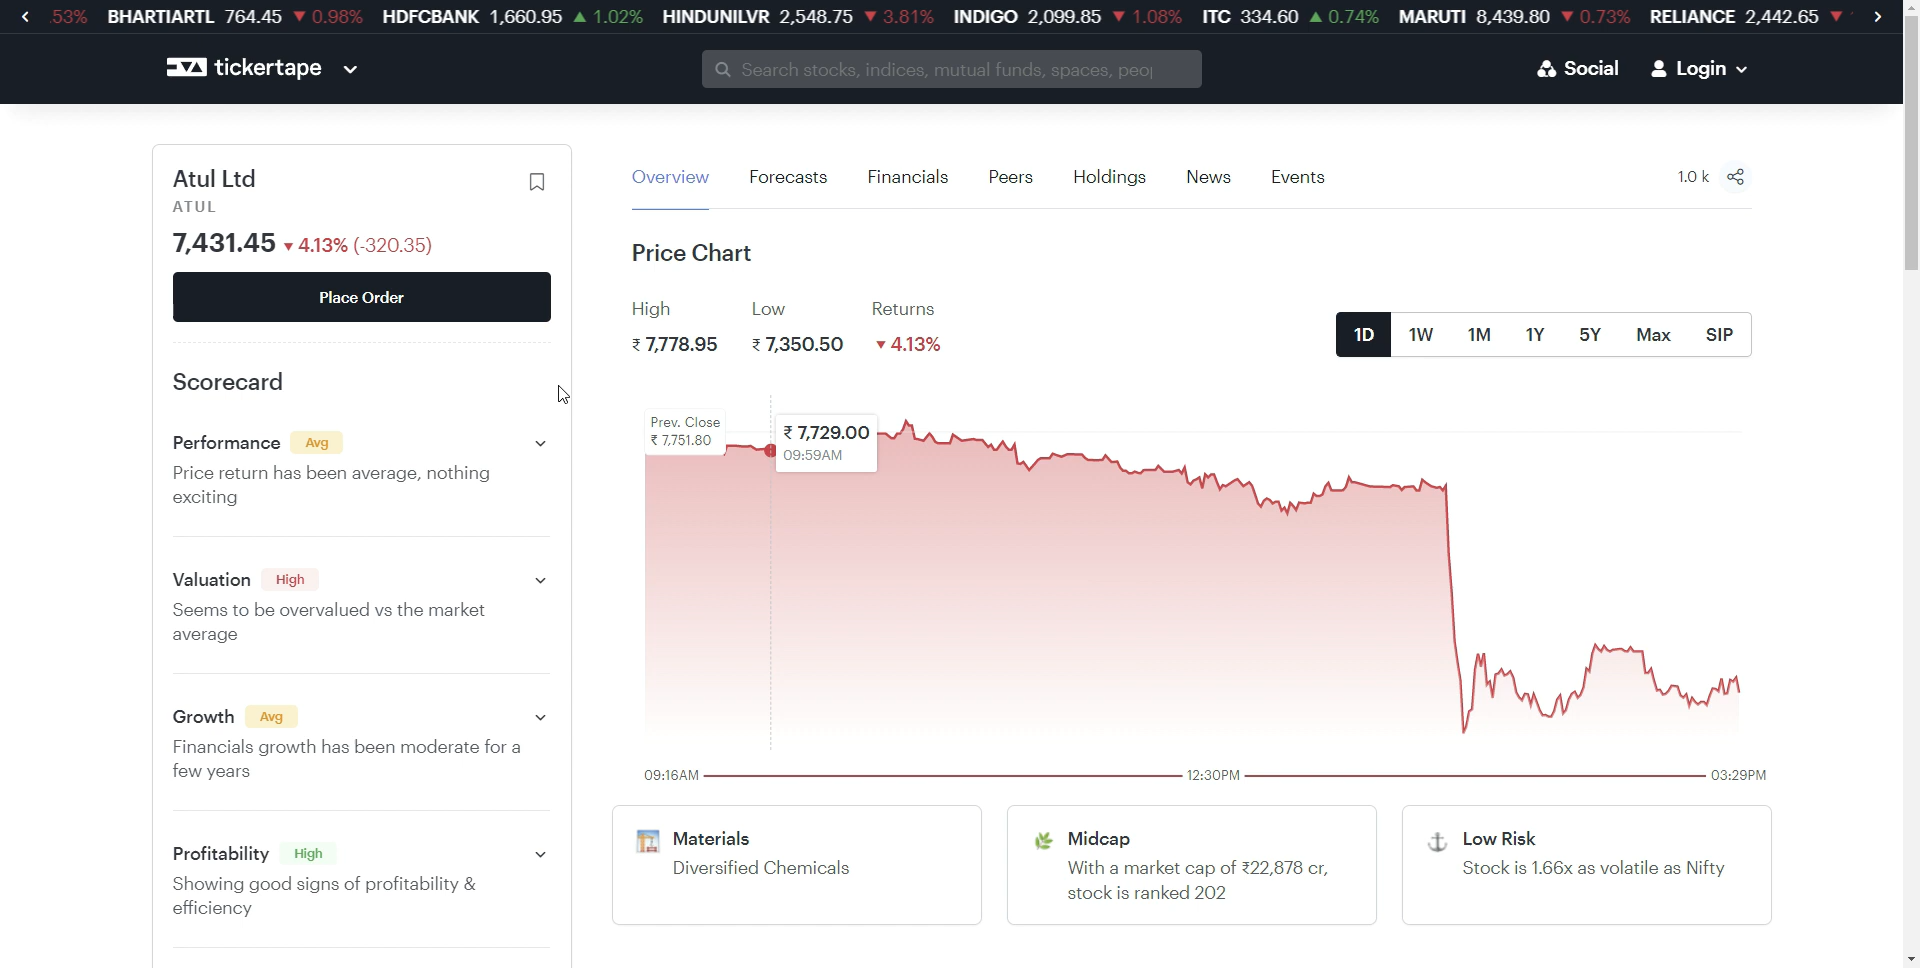 .53% BHARTIARTL 764.45 ▼ 0.98% HDFCBANK 1,660.95 ▲ 1.02% HINDUNILVR 2,548.75 ▼ 3.81% INDIGO 2,099.85 ▼ 1.08% ITC 334.60 ▲ 0.74% MARUTI 8,439.80 ▼ 0.73% RELIANCE 2,442.65 ▼
tickertape
Search stocks, indices, mutual funds, spaces, peo
Social Login
Atul Ltd
ATUL
7,431.45 ▼ 4.13% (-320.35)
Place Order
Scorecard
Performance Avg
Price return has been average, nothing
exciting
Valuation High
Seems to be overvalued vs the market
average
Growth Avg
Financials growth has been moderate for a
few years
Profitability High
Showing good signs of profitability &
efficiency
Overview Forecasts Financials Peers Holdings News Events
1.0 k
Price Chart
High Low Returns
₹ 7,778.95 ₹ 7,350.50 ▼ 4.13%
1D 1W 1M 1Y 5Y Max SIP
Prev. Close
₹ 7,751.80
₹ 7,729.00
09:59AM
09:16AM 12:30PM 03:29PM
Materials
Diversified Chemicals
Midcap
With a market cap of ₹22,878 cr,
stock is ranked 202
Low Risk
Stock is 1.66x as volatile as Nifty